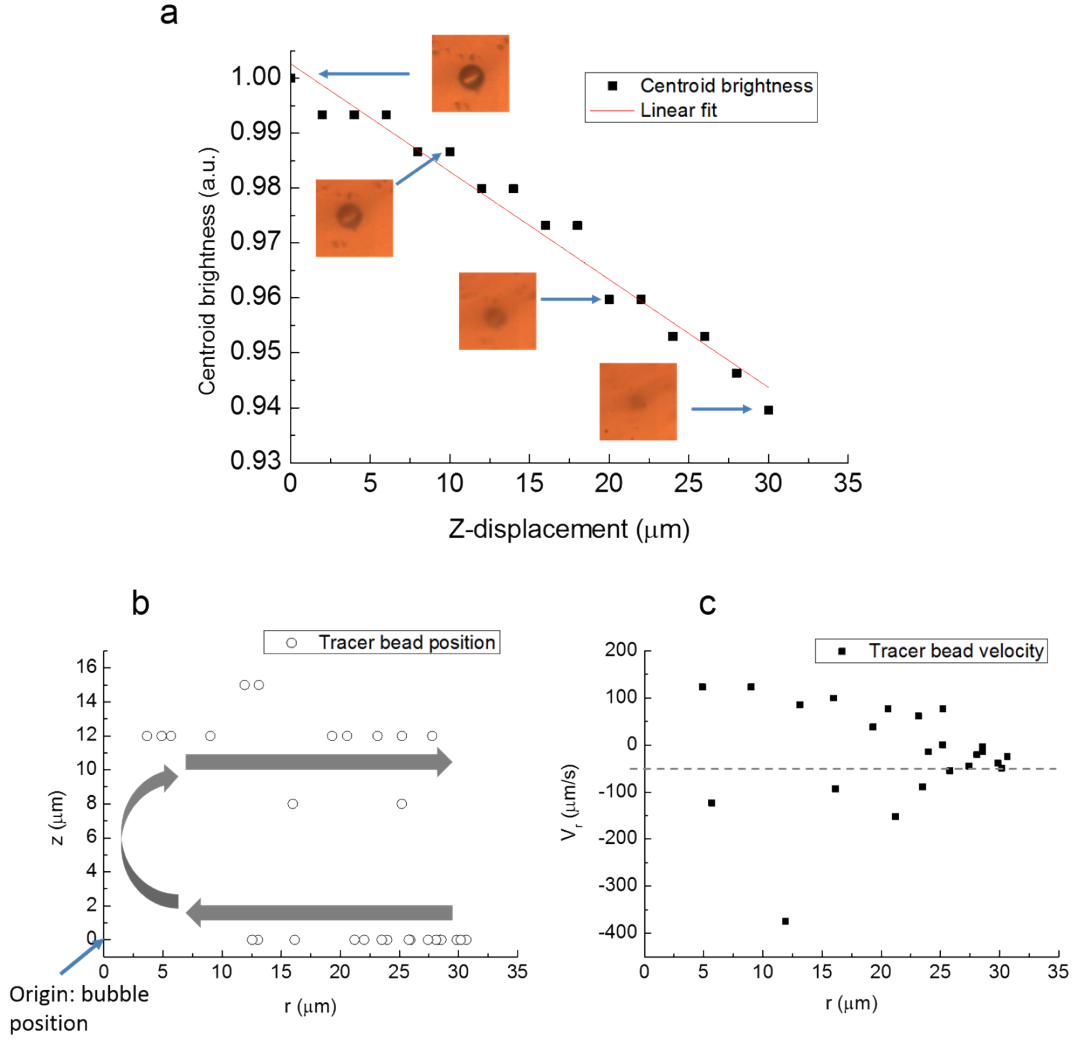 a
Centroid brightness
Linear fit
Centroid brightness (a.u.)
1.00
0.99
0.98
0.97
0.96
0.95
0.94
0.93
0 5 10 15 20 25 30 35
Z-displacement (μm)
b
Tracer bead position
z (μm)
16
14
12
10
8
6
4
2
0
0 5 10 15 20 25 30 35
r (μm)
Origin: bubble
position
c
Tracer bead velocity
Vr (μm/s)
200
100
0
-100
-200
-300
-400
0 5 10 15 20 25 30 35
r (μm)